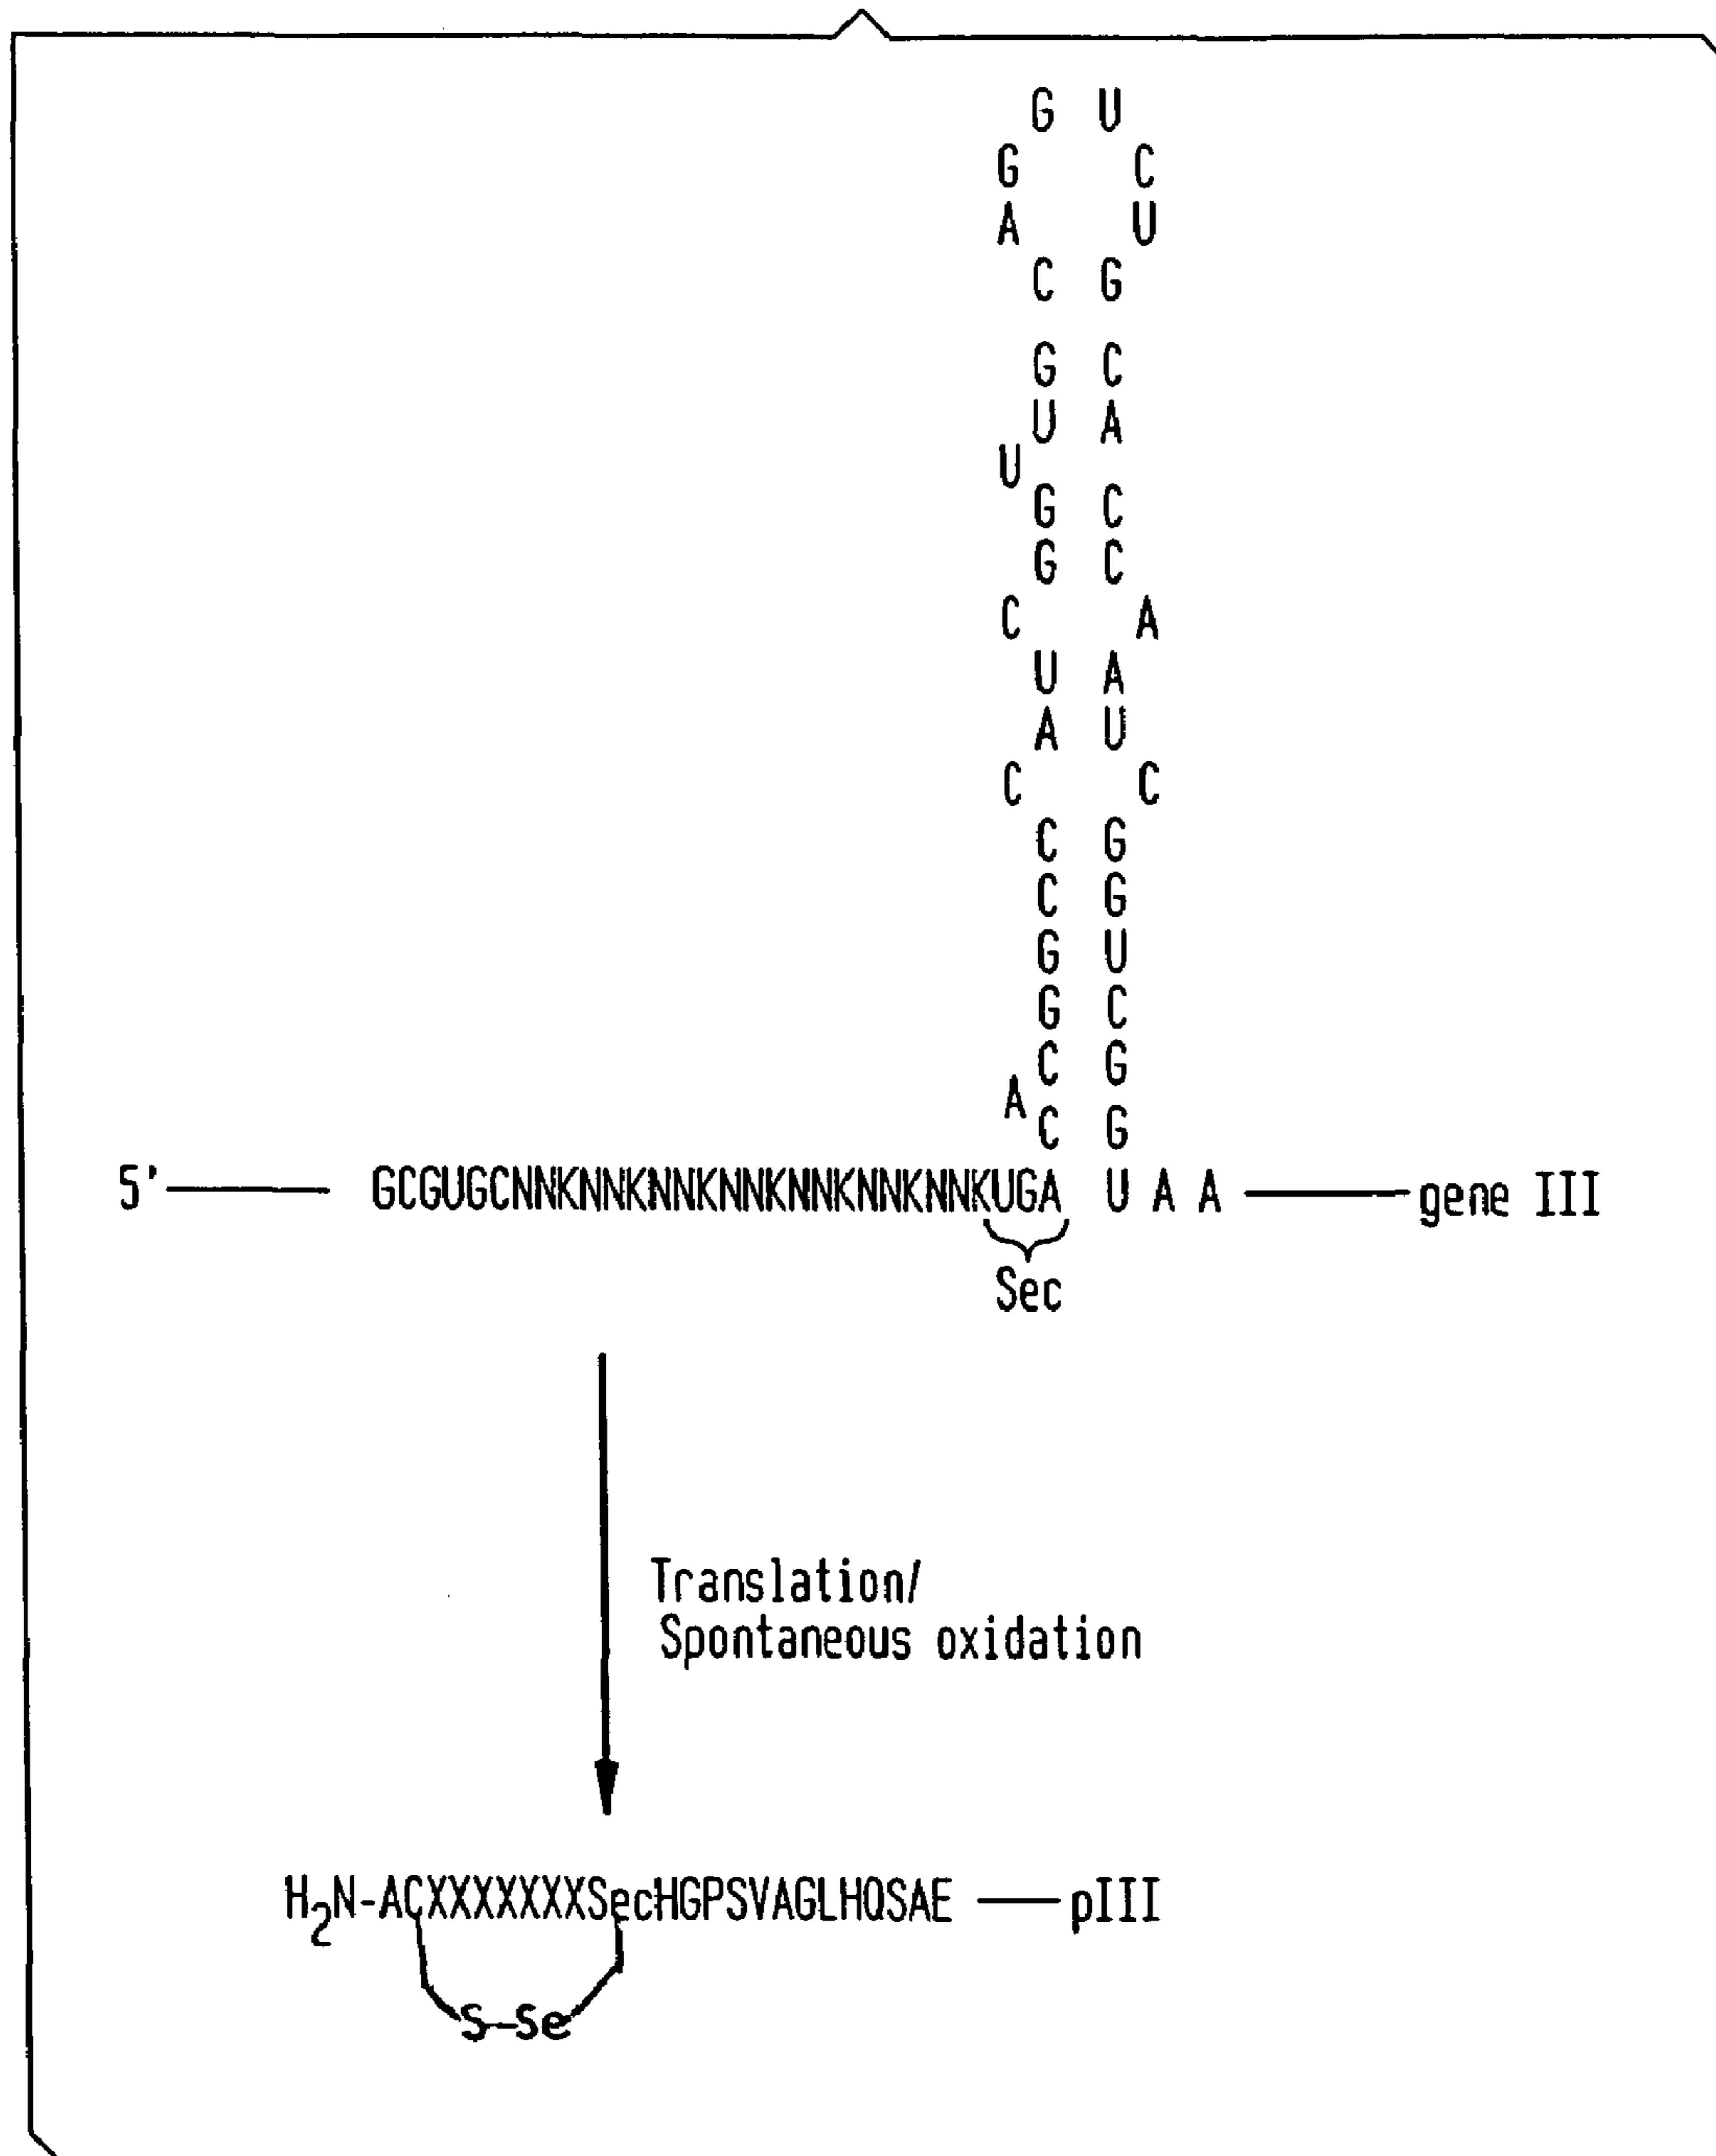 G U
G C
A U
C G
G C
U A
U
G C
G C
C A
U A
A U
C C
C G
C G
G U
G C
C G
A
C G
5' GCGUGCNNKNNKNNKNNKNNKNNKNNKUGA U A A gene III
Sec
Translation/
Spontaneous oxidation
H2N-ACXXXXXXXSecHGPSVAGLHQSAE pIII
S-Se